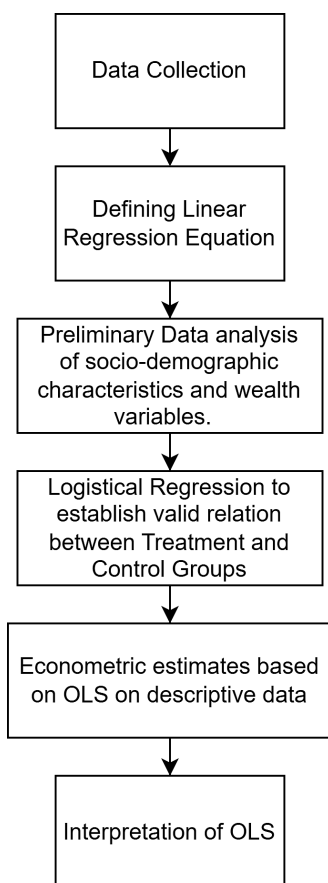 Data Collection
Defining Linear
Regression Equation
Preliminary Data analysis
of socio-demographic
characteristics and wealth
variables.
Logistical Regression to
establish valid relation
between Treatment and
Control Groups
Econometric estimates based
on OLS on descriptive data
Interpretation of OLS